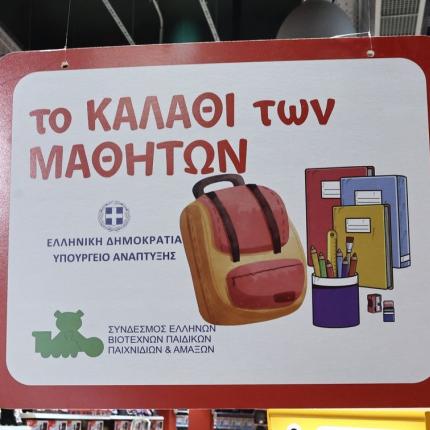 το ΚΑΛΑΘΙ των
ΜΑΘΗΤΩΝ
ΕΛΛΗΝΙΚΗ ΔΗΜΟΚΡΑΤΙΑ
ΥΠΟΥΡΓΕΙΟ ΑΝΑΠΤΥΞΗΣ
ΣΥΝΔΕΣΜΟΣ ΕΛΛΗΝΩΝ
ΒΙΟΤΕΧΝΩΝ ΠΑΙΔΙΚΩΝ
ΠΑΙΧΝΙΔΙΩΝ & ΑΜΑΞΩΝ